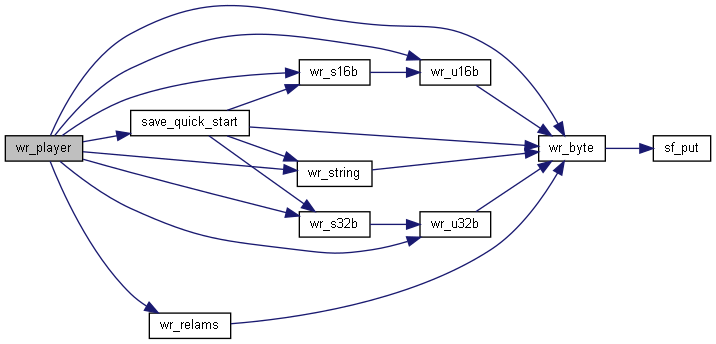 wr_player
save_quick_start
wr_s16b
wr_u16b
wr_string
wr_s32b
wr_u32b
wr_relams
wr_byte
sf_put